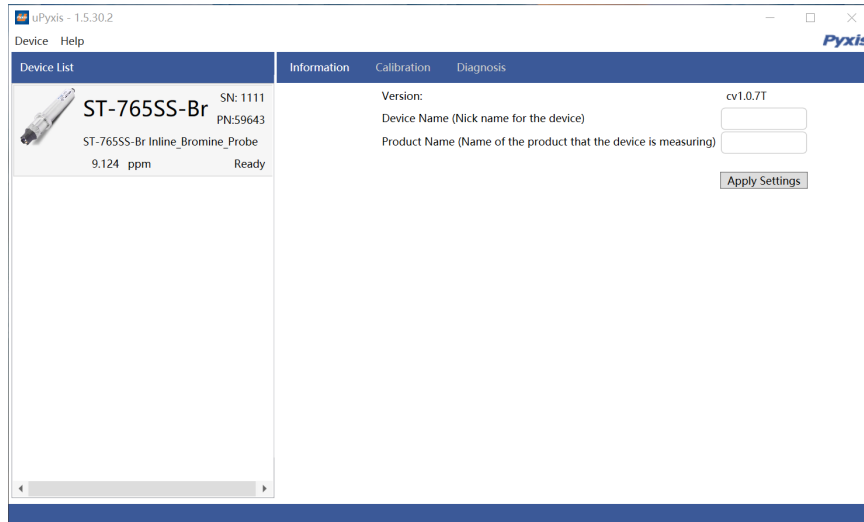 uPyxis - 1.5.30.2
Device Help
Pyxis
Device List
Information Calibration Diagnosis
ST-765SS-Br
SN: 1111
PN:59643
ST-765SS-Br Inline_Bromine_Probe
9.124 ppm Ready
Version: cv1.0.7T
Device Name (Nick name for the device)
Product Name (Name of the product that the device is measuring)
Apply Settings